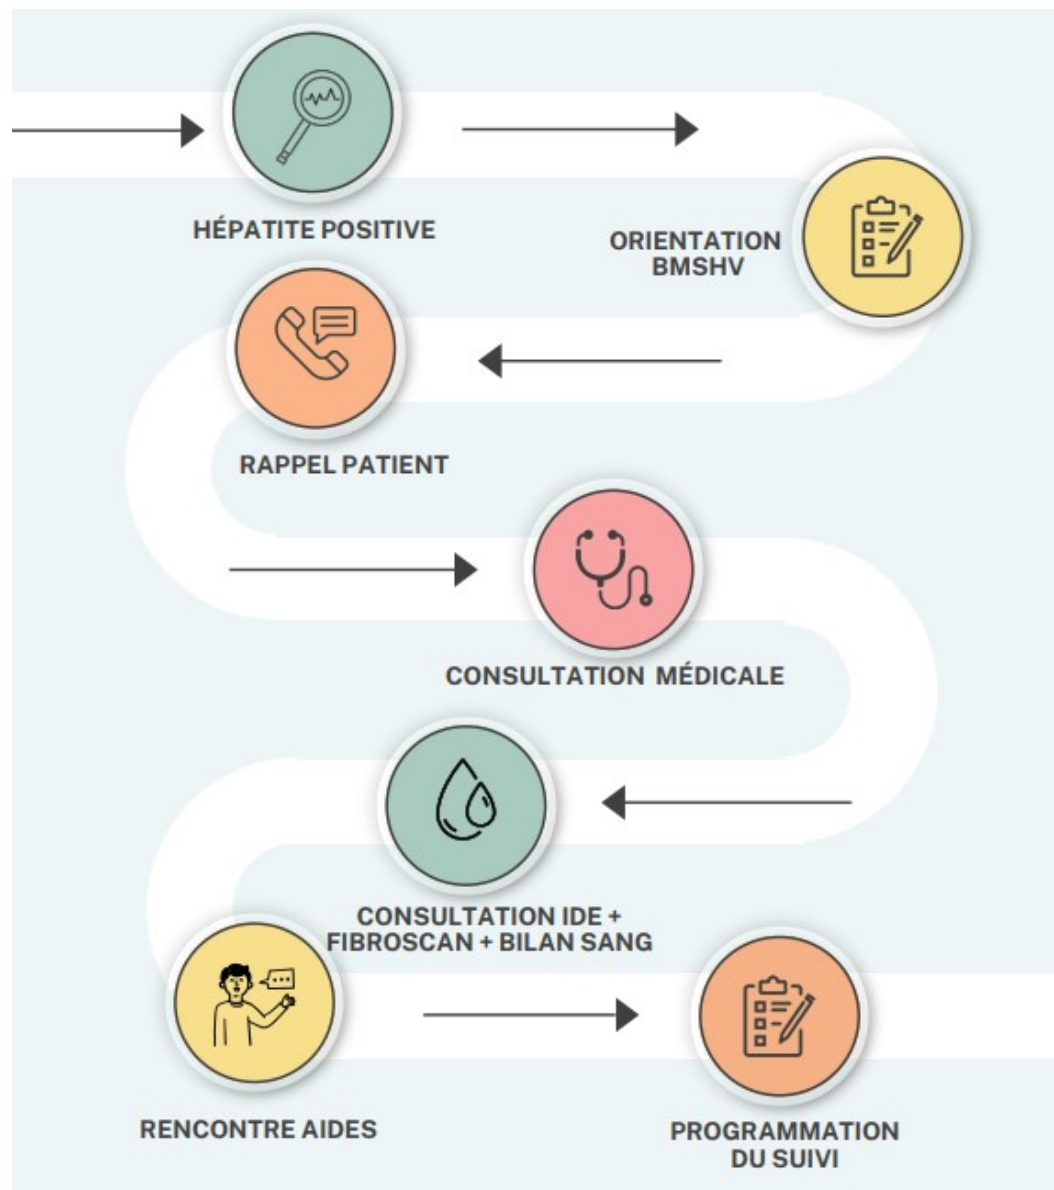 HÉPATITE POSITIVE
ORIENTATION
BMSHV
RAPPEL PATIENT
CONSULTATION MÉDICALE
CONSULTATION IDE +
FIBROSCAN + BILAN SANG
RENCONTRE AIDES
PROGRAMMATION
DU SUIVI